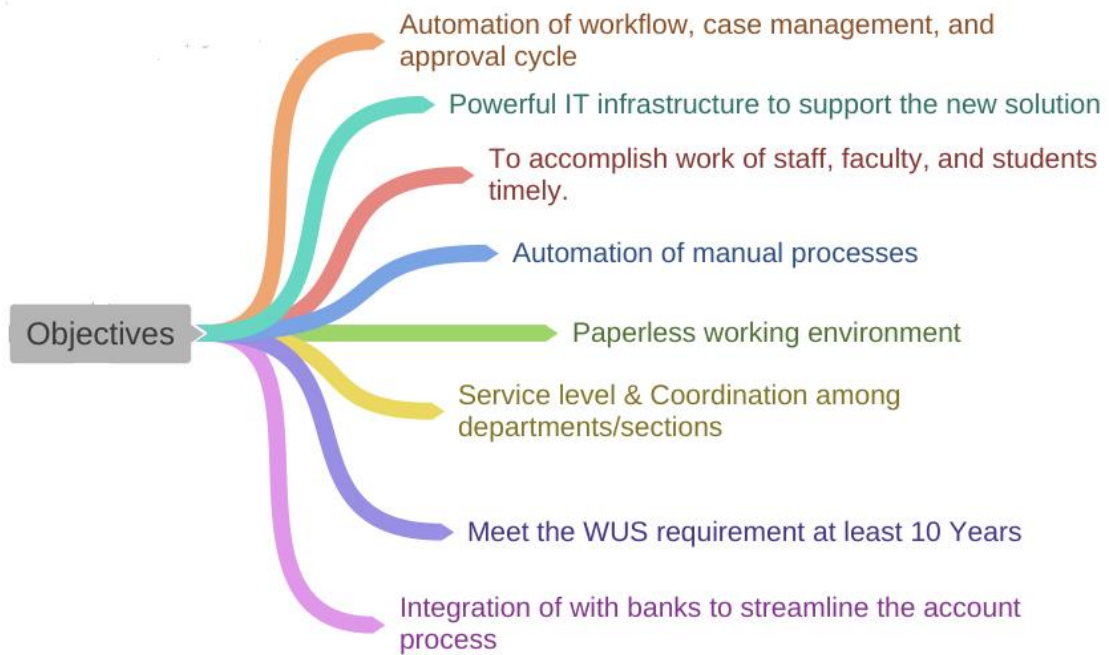 Automation of workflow, case management, and
approval cycle
Powerful IT infrastructure to support the new solution
To accomplish work of staff, faculty, and students
timely.
Automation of manual processes
Objectives
Paperless working environment
Service level & Coordination among
departments/sections
Meet the WUS requirement at least 10 Years
Integration of with banks to streamline the account
process